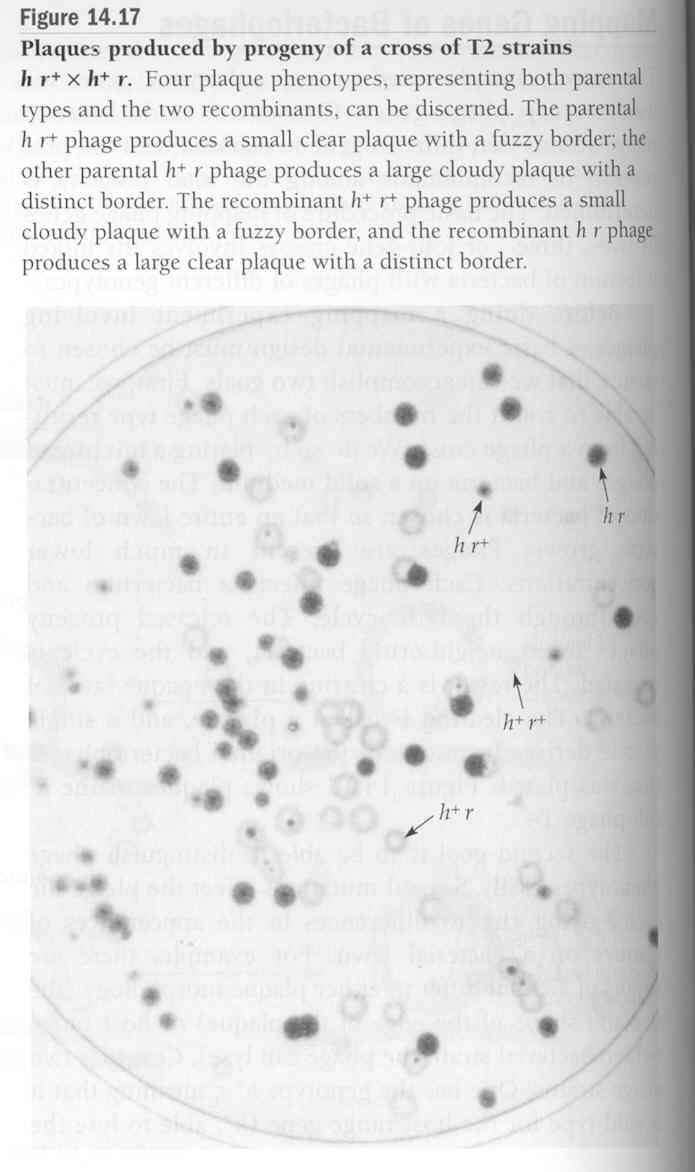 Figure 14.17
Plaques produced by progeny of a cross of T2 strains
h r+ × h+ r. Four plaque phenotypes, representing both parental
types and the two recombinants, can be discerned. The parental
h r+ phage produces a small clear plaque with a fuzzy border; the
other parental h+ r phage produces a large cloudy plaque with a
distinct border. The recombinant h+ r+ phage produces a small
cloudy plaque with a fuzzy border, and the recombinant h r phage
produces a large clear plaque with a distinct border.
h r
h r+
h+ r+
h+ r